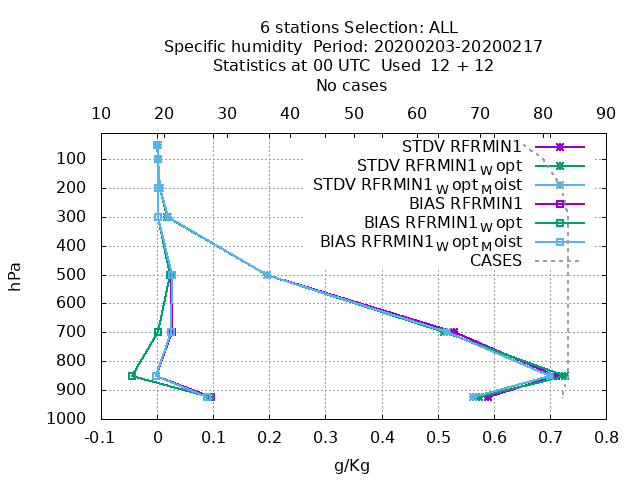 6 stations Selection: ALL
Specific humidity  Period: 20200203-20200217
Statistics at 00 UTC  Used  12 + 12
No cases
10 20 30 40 50 60 70 80 90
STDV RFRMIN1
STDV RFRMIN1_W opt
STDV RFRMIN1_W opt_M oist
BIAS RFRMIN1
BIAS RFRMIN1_W opt
BIAS RFRMIN1_W opt_M oist
CASES
100
200
300
400
500
600
700
800
900
1000
hPa
-0.1 0 0.1 0.2 0.3 0.4 0.5 0.6 0.7 0.8
g/Kg